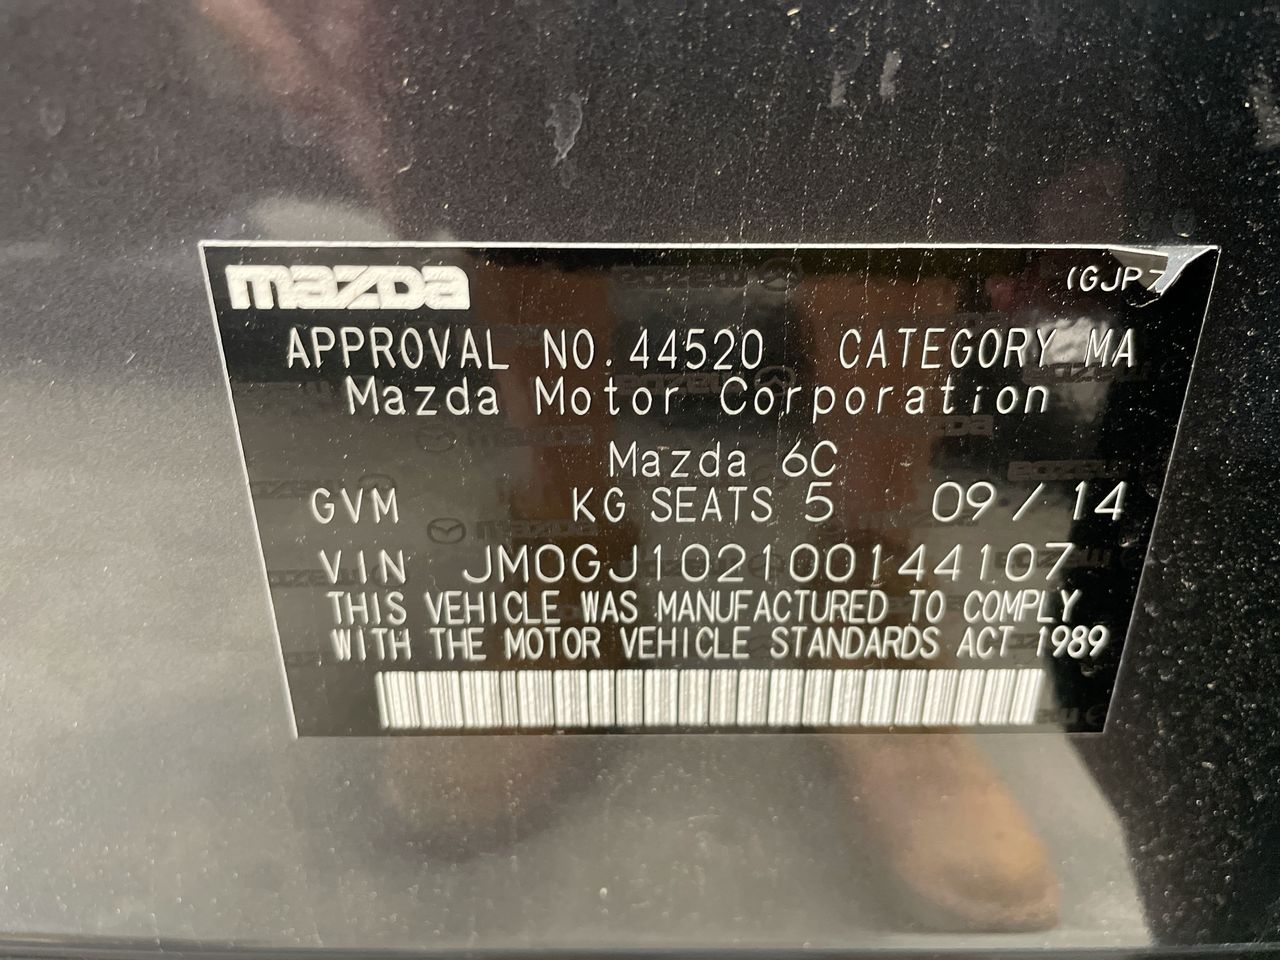 mazda
(GJP7
APPROVAL NO. 44520 CATEGORY MA
Mazda Motor Corporation
Mazda 6C
GVM KG SEATS 5 09 / 14
VIN JM0GJ102100144107
THIS VEHICLE WAS MANUFACTURED TO COMPLY
WITH THE MOTOR VEHICLE STANDARDS ACT 1989